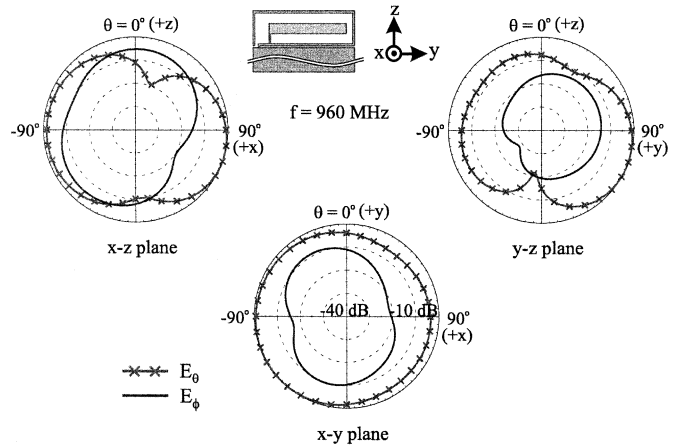 θ = 0° (+z)
z
x
y
θ = 0° (+z)
f = 960 MHz
-90°
90°
(+x)
-90°
90°
(+y)
x-z plane
y-z plane
θ = 0° (+y)
-90°
-40 dB
-10 dB
90°
(+x)
Eθ
Eϕ
x-y plane